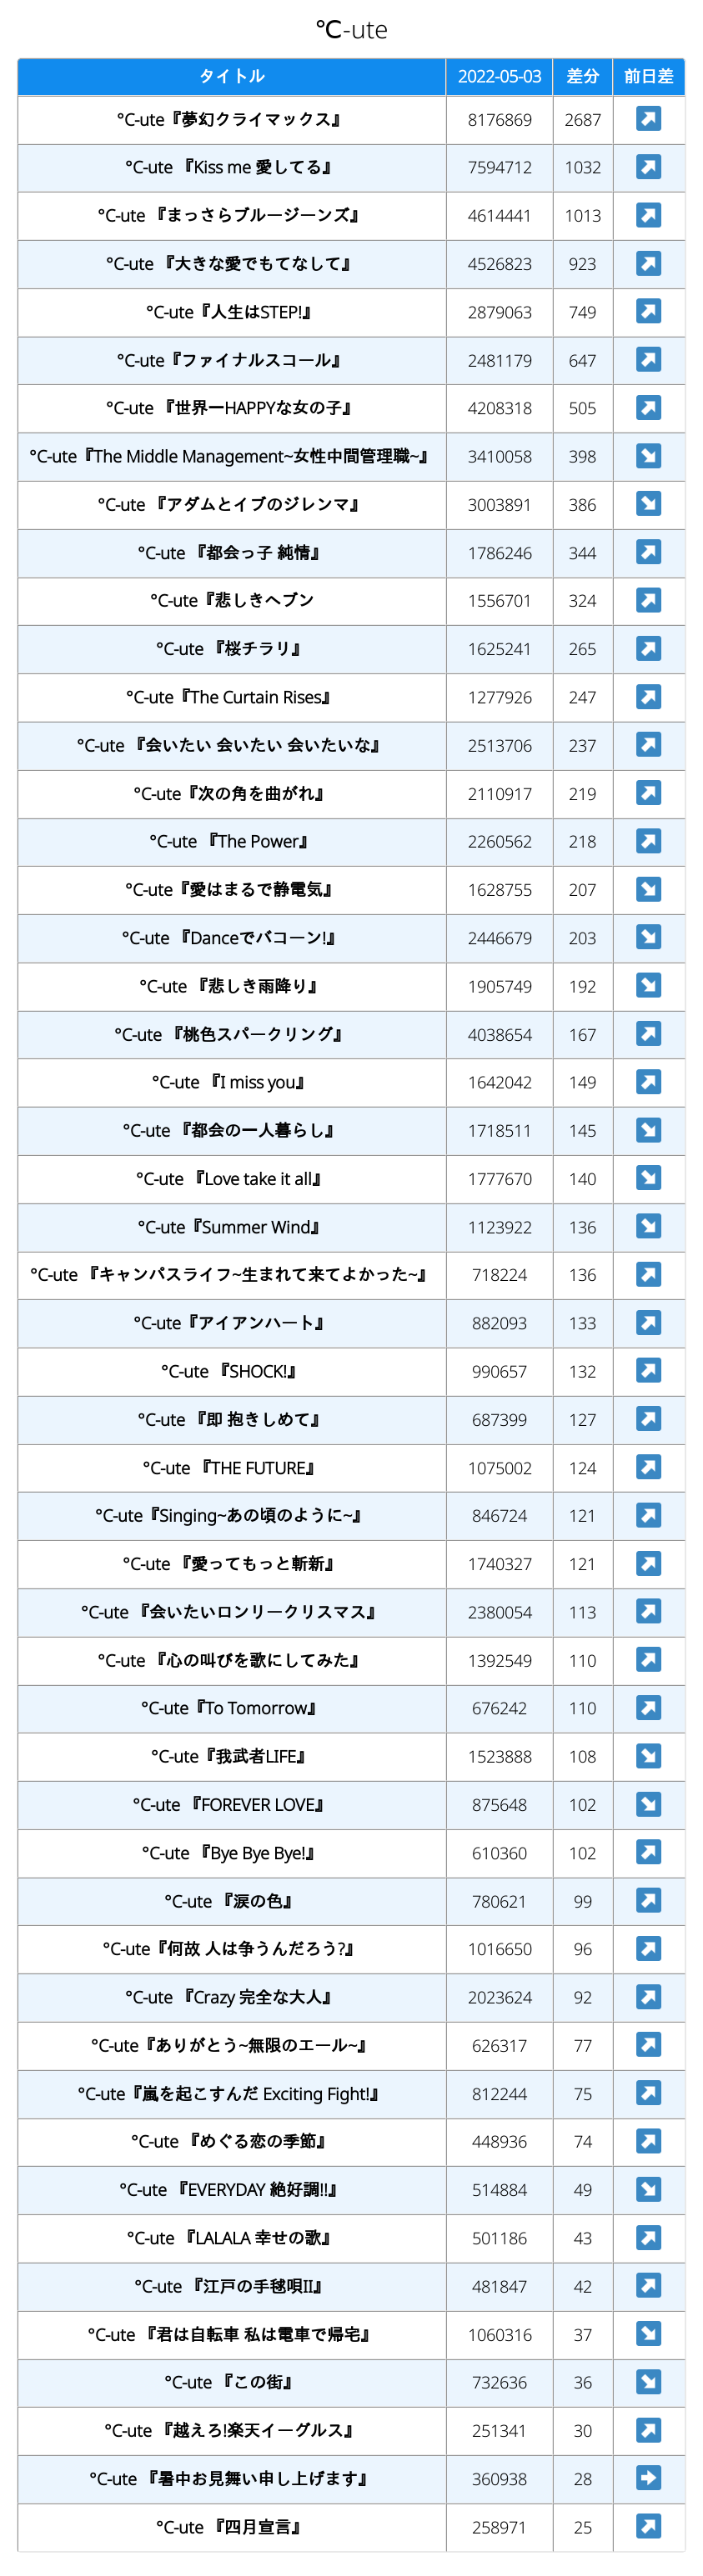 ℃-ute
タイトル 2022-05-03 差分 前日差
°C-ute『夢幻クライマックス』 8176869 2687 ↗
°C-ute 『Kiss me 愛してる』 7594712 1032 ↗
°C-ute 『まっさらブルージーンズ』 4614441 1013 ↗
°C-ute 『大きな愛でもてなして』 4526823 923 ↗
°C-ute『人生はSTEP!』 2879063 749 ↗
°C-ute『ファイナルスコール』 2481179 647 ↗
°C-ute 『世界一HAPPYな女の子』 4208318 505 ↗
°C-ute『The Middle Management~女性中間管理職~』 3410058 398 ↘
°C-ute 『アダムとイブのジレンマ』 3003891 386 ↘
°C-ute 『都会っ子 純情』 1786246 344 ↗
°C-ute『悲しきヘブン 1556701 324 ↗
°C-ute 『桜チラリ』 1625241 265 ↗
°C-ute『The Curtain Rises』 1277926 247 ↗
°C-ute 『会いたい 会いたい 会いたいな』 2513706 237 ↗
°C-ute『次の角を曲がれ』 2110917 219 ↗
°C-ute 『The Power』 2260562 218 ↗
°C-ute『愛はまるで静電気』 1628755 207 ↘
°C-ute 『Danceでバコーン!』 2446679 203 ↘
°C-ute 『悲しき雨降り』 1905749 192 ↘
°C-ute 『桃色スパークリング』 4038654 167 ↗
°C-ute 『I miss you』 1642042 149 ↗
°C-ute 『都会の一人暮らし』 1718511 145 ↘
°C-ute 『Love take it all』 1777670 140 ↘
°C-ute『Summer Wind』 1123922 136 ↘
°C-ute 『キャンパスライフ~生まれて来てよかった~』 718224 136 ↗
°C-ute『アイアンハート』 882093 133 ↗
°C-ute 『SHOCK!』 990657 132 ↗
°C-ute 『即 抱きしめて』 687399 127 ↗
°C-ute 『THE FUTURE』 1075002 124 ↗
°C-ute『Singing~あの頃のように~』 846724 121 ↗
°C-ute 『愛ってもっと斬新』 1740327 121 ↗
°C-ute 『会いたいロンリークリスマス』 2380054 113 ↗
°C-ute 『心の叫びを歌にしてみた』 1392549 110 ↗
°C-ute『To Tomorrow』 676242 110 ↗
°C-ute『我武者LIFE』 1523888 108 ↘
°C-ute 『FOREVER LOVE』 875648 102 ↘
°C-ute 『Bye Bye Bye!』 610360 102 ↗
°C-ute 『涙の色』 780621 99 ↗
°C-ute『何故 人は争うんだろう?』 1016650 96 ↗
°C-ute 『Crazy 完全な大人』 2023624 92 ↗
°C-ute『ありがとう~無限のエール~』 626317 77 ↗
°C-ute『嵐を起こすんだ Exciting Fight!』 812244 75 ↗
°C-ute 『めぐる恋の季節』 448936 74 ↗
°C-ute 『EVERYDAY 絶好調!!』 514884 49 ↘
°C-ute 『LALALA 幸せの歌』 501186 43 ↗
°C-ute 『江戸の手毬唄II』 481847 42 ↗
°C-ute 『君は自転車 私は電車で帰宅』 1060316 37 ↘
°C-ute 『この街』 732636 36 ↘
°C-ute 『越えろ!楽天イーグルス』 251341 30 ↗
°C-ute 『暑中お見舞い申し上げます』 360938 28 ➡
°C-ute 『四月宣言』 258971 25 ↗